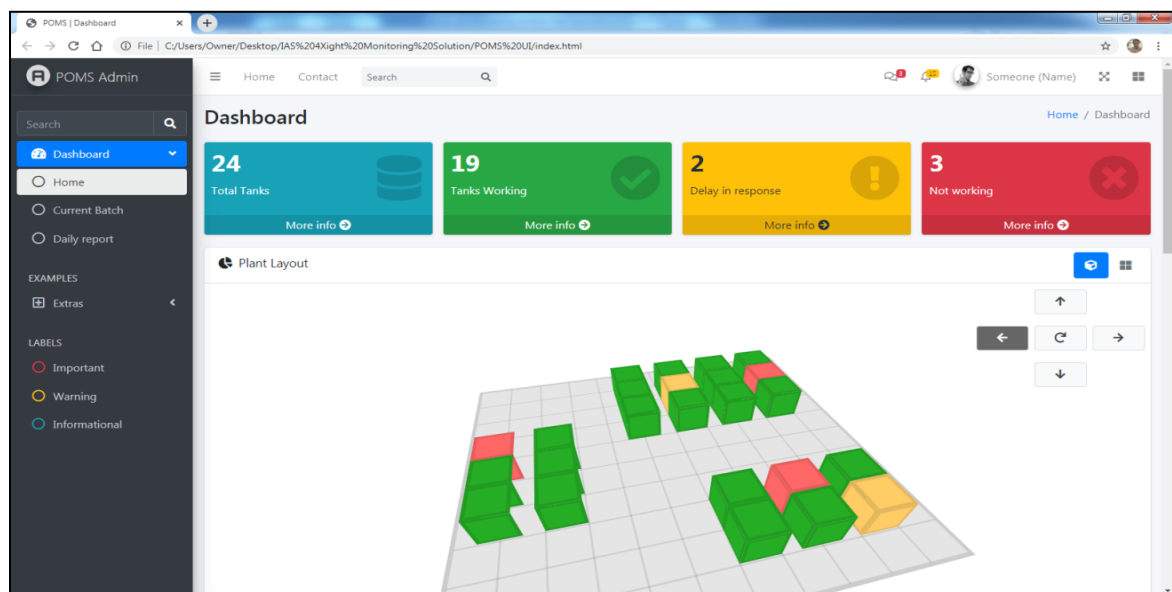 POMS | Dashboard
File | C:/Users/Owner/Desktop/IAS%204Xight%20Monitoring%20Solution/POMS%20UI/index.html
POMS Admin
Home Contact Search
3
Someone (Name)
Search
Dashboard
Home
Current Batch
Daily report
EXAMPLES
Extras
LABELS
Important
Warning
Informational
Dashboard
Home / Dashboard
24
Total Tanks
More info
19
Tanks Working
More info
2
Delay in response
More info
3
Not working
More info
Plant Layout